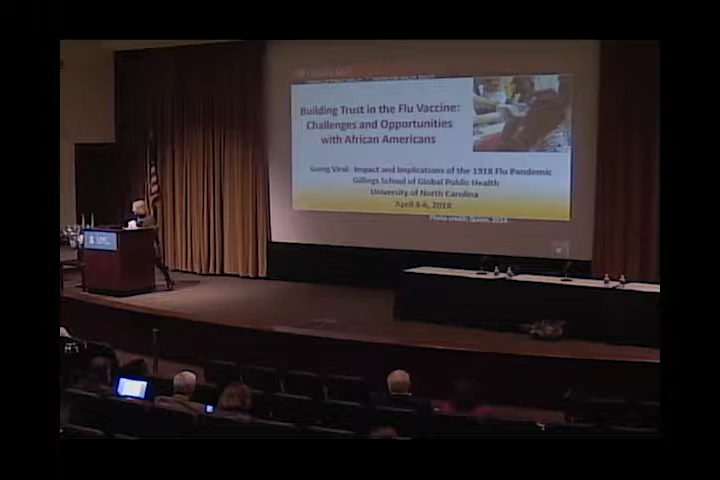 Building Trust in the Flu Vaccine:
Challenges and Opportunities
with African Americans
Going Viral: Impact and Implications of the 1918 Flu Pandemic
Gillings School of Global Public Health
University of North Carolina
April 4-6, 2018